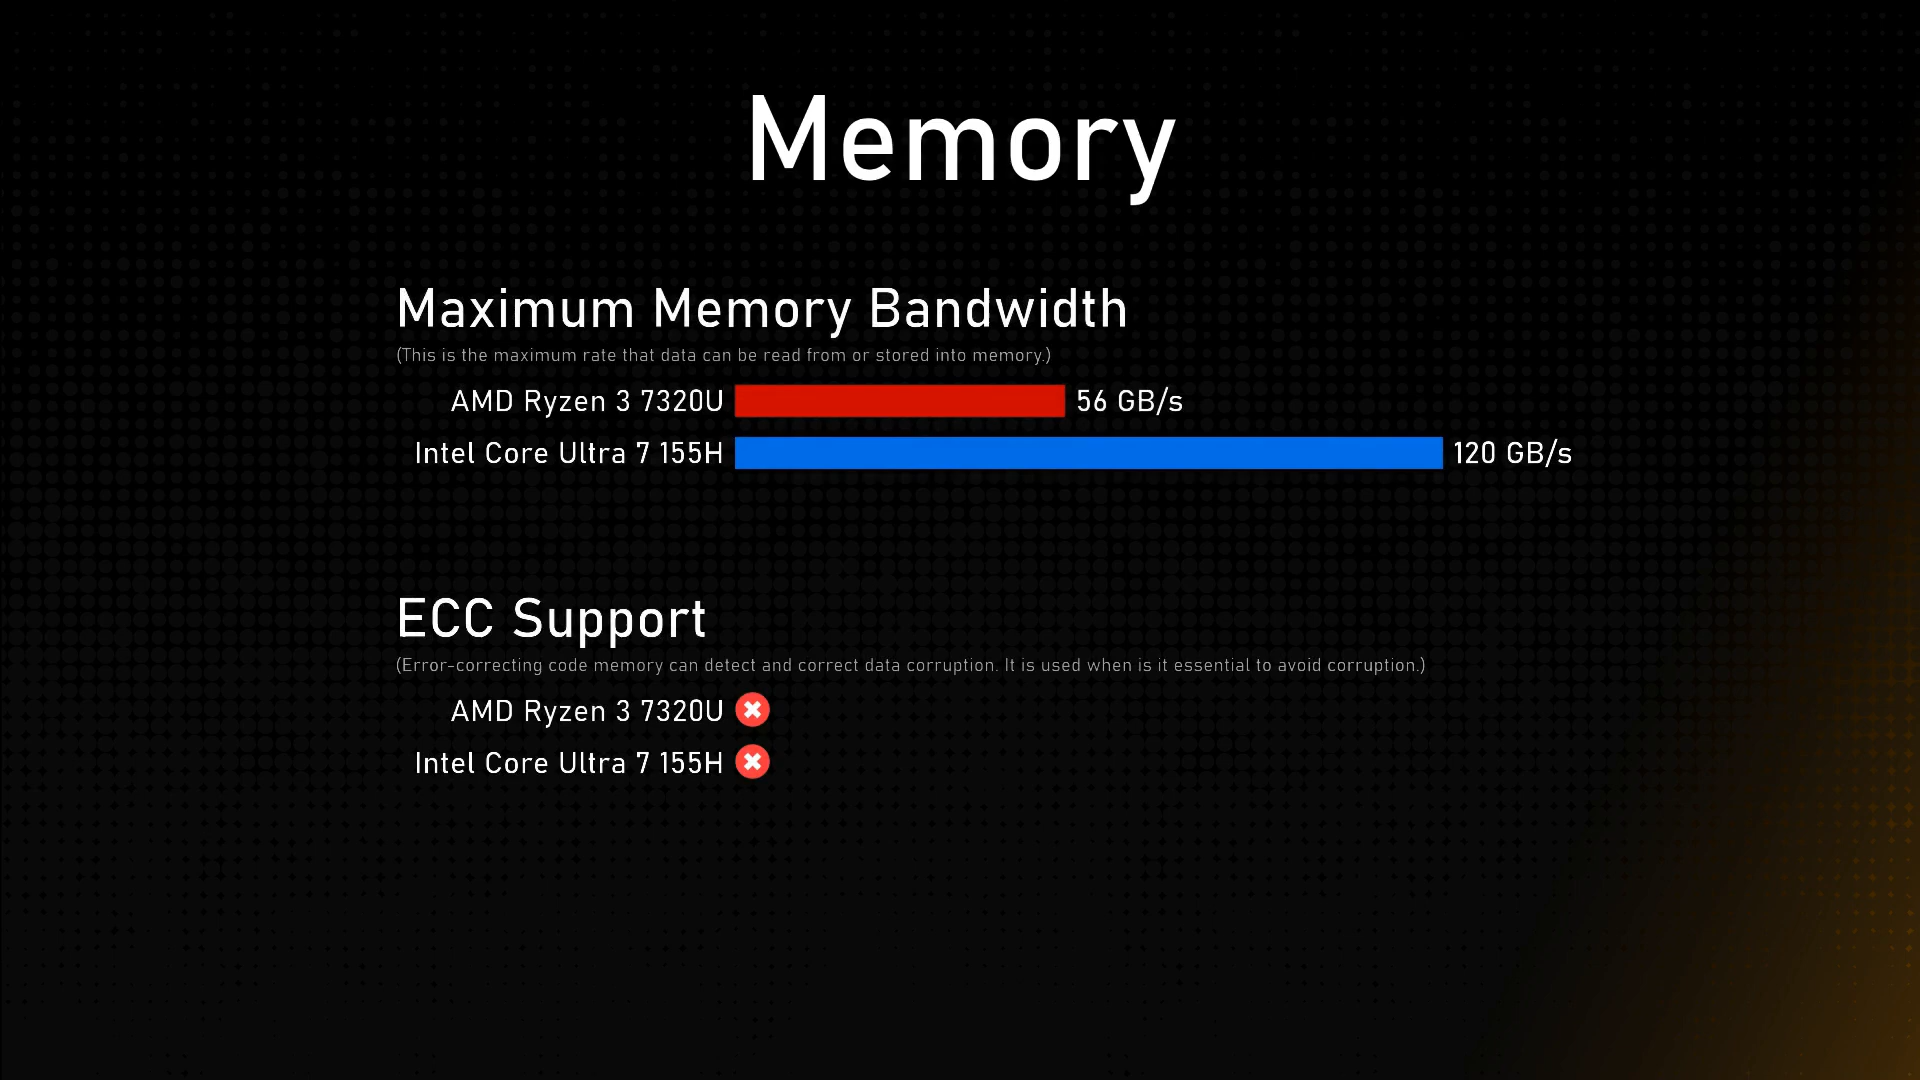 Memory
Maximum Memory Bandwidth
(This is the maximum rate that data can be read from or stored into memory.)
AMD Ryzen 3 7320U 56 GB/s
Intel Core Ultra 7 155H 120 GB/s
ECC Support
(Error-correcting code memory can detect and correct data corruption. It is used when is it essential to avoid corruption.)
AMD Ryzen 3 7320U
Intel Core Ultra 7 155H